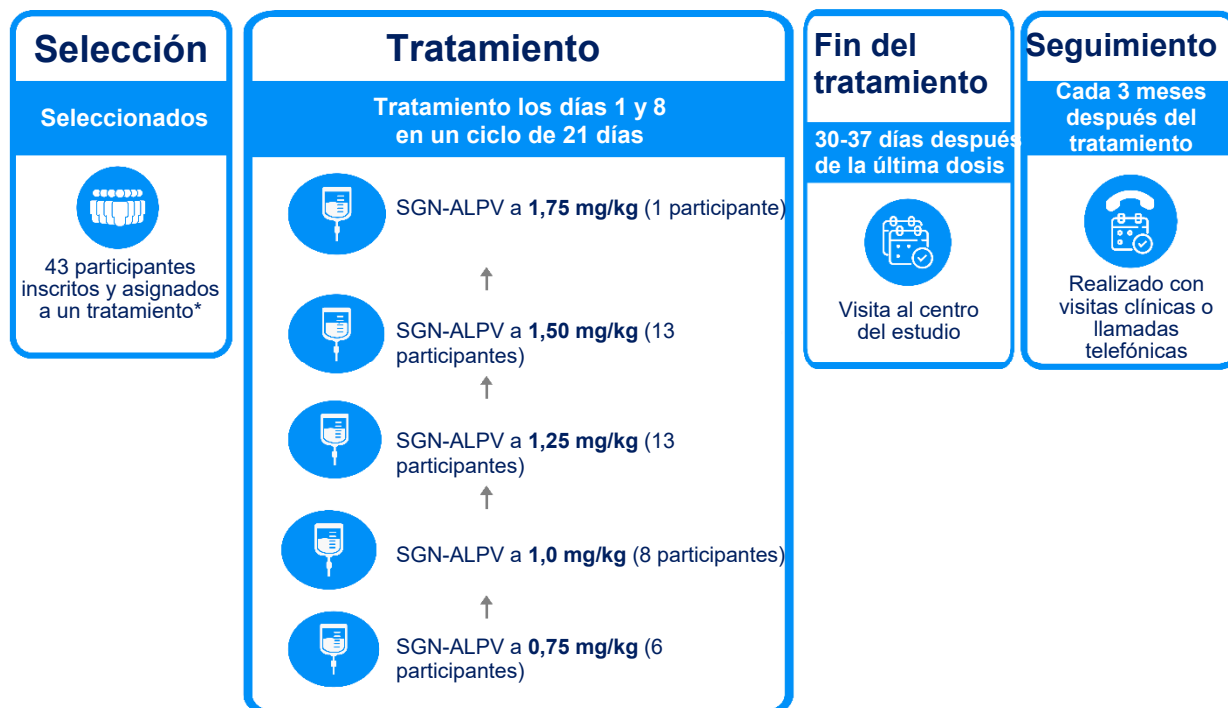 Selección
Seleccionados
43 participantes
inscritos y asignados
a un tratamiento*
Tratamiento
Tratamiento los días 1 y 8
en un ciclo de 21 días
SGN-ALPV a 1,75 mg/kg (1 participante)
SGN-ALPV a 1,50 mg/kg (13
participantes)
SGN-ALPV a 1,25 mg/kg (13
participantes)
SGN-ALPV a 1,0 mg/kg (8 participantes)
SGN-ALPV a 0,75 mg/kg (6
participantes)
Fin del
tratamiento
30-37 días después
de la última dosis
Visita al centro
del estudio
Seguimiento
Cada 3 meses
después del
tratamiento
Realizado con
visitas clínicas o
llamadas
telefónicas